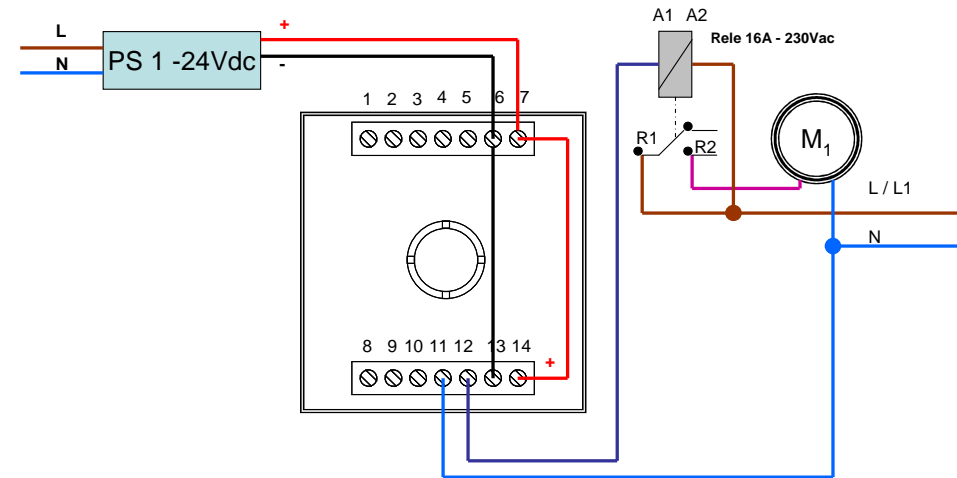 L
N
PS 1 -24Vdc
+
-
A1 A2
Rele 16A - 230Vac
1 2 3 4 5 6 7
R1
R2
M1
L / L1
N
8 9 10 11 12 13 14
+